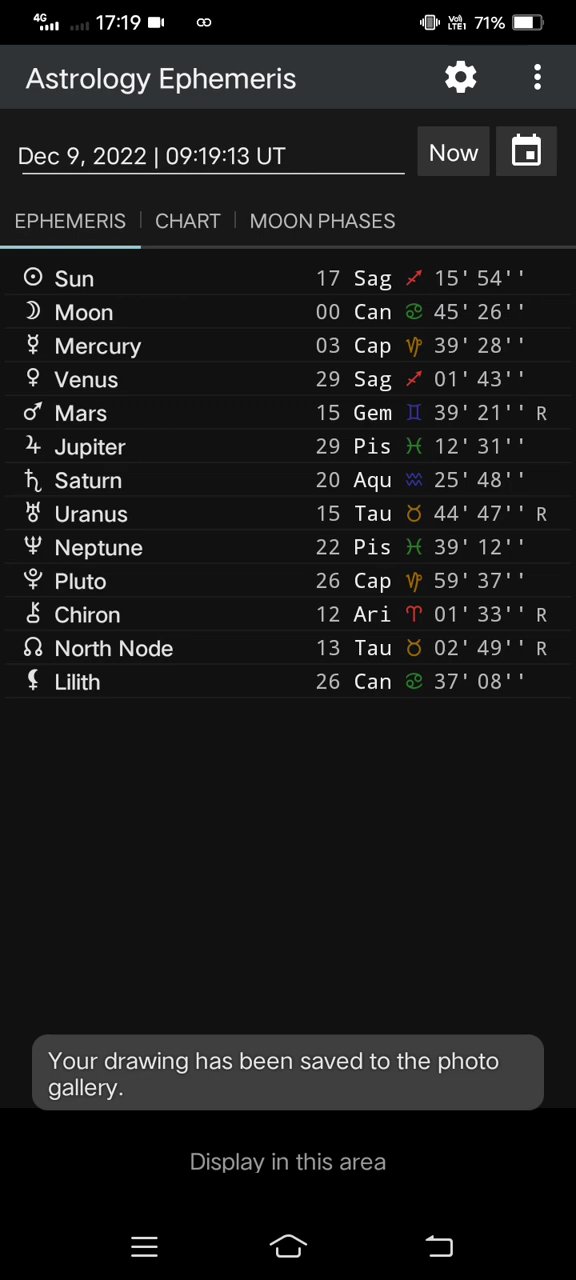 4G 17:19 VoI) LTE1 71%
Astrology Ephemeris
Dec 9, 2022 | 09:19:13 UT Now
EPHEMERIS CHART MOON PHASES
☉ Sun 17 Sag ♐ 15' 54''
☽ Moon 00 Can ♋ 45' 26''
☿ Mercury 03 Cap ♑ 39' 28''
♀ Venus 29 Sag ♐ 01' 43''
♂ Mars 15 Gem ♊ 39' 21'' R
♃ Jupiter 29 Pis ♓ 12' 31''
♄ Saturn 20 Aqu ♒ 25' 48''
♅ Uranus 15 Tau ♉ 44' 47'' R
♆ Neptune 22 Pis ♓ 39' 12''
⯓ Pluto 26 Cap ♑ 59' 37''
⚷ Chiron 12 Ari ♈ 01' 33'' R
☊ North Node 13 Tau ♉ 02' 49'' R
⚸ Lilith 26 Can ♋ 37' 08''
Your drawing has been saved to the photo
gallery.
Display in this area